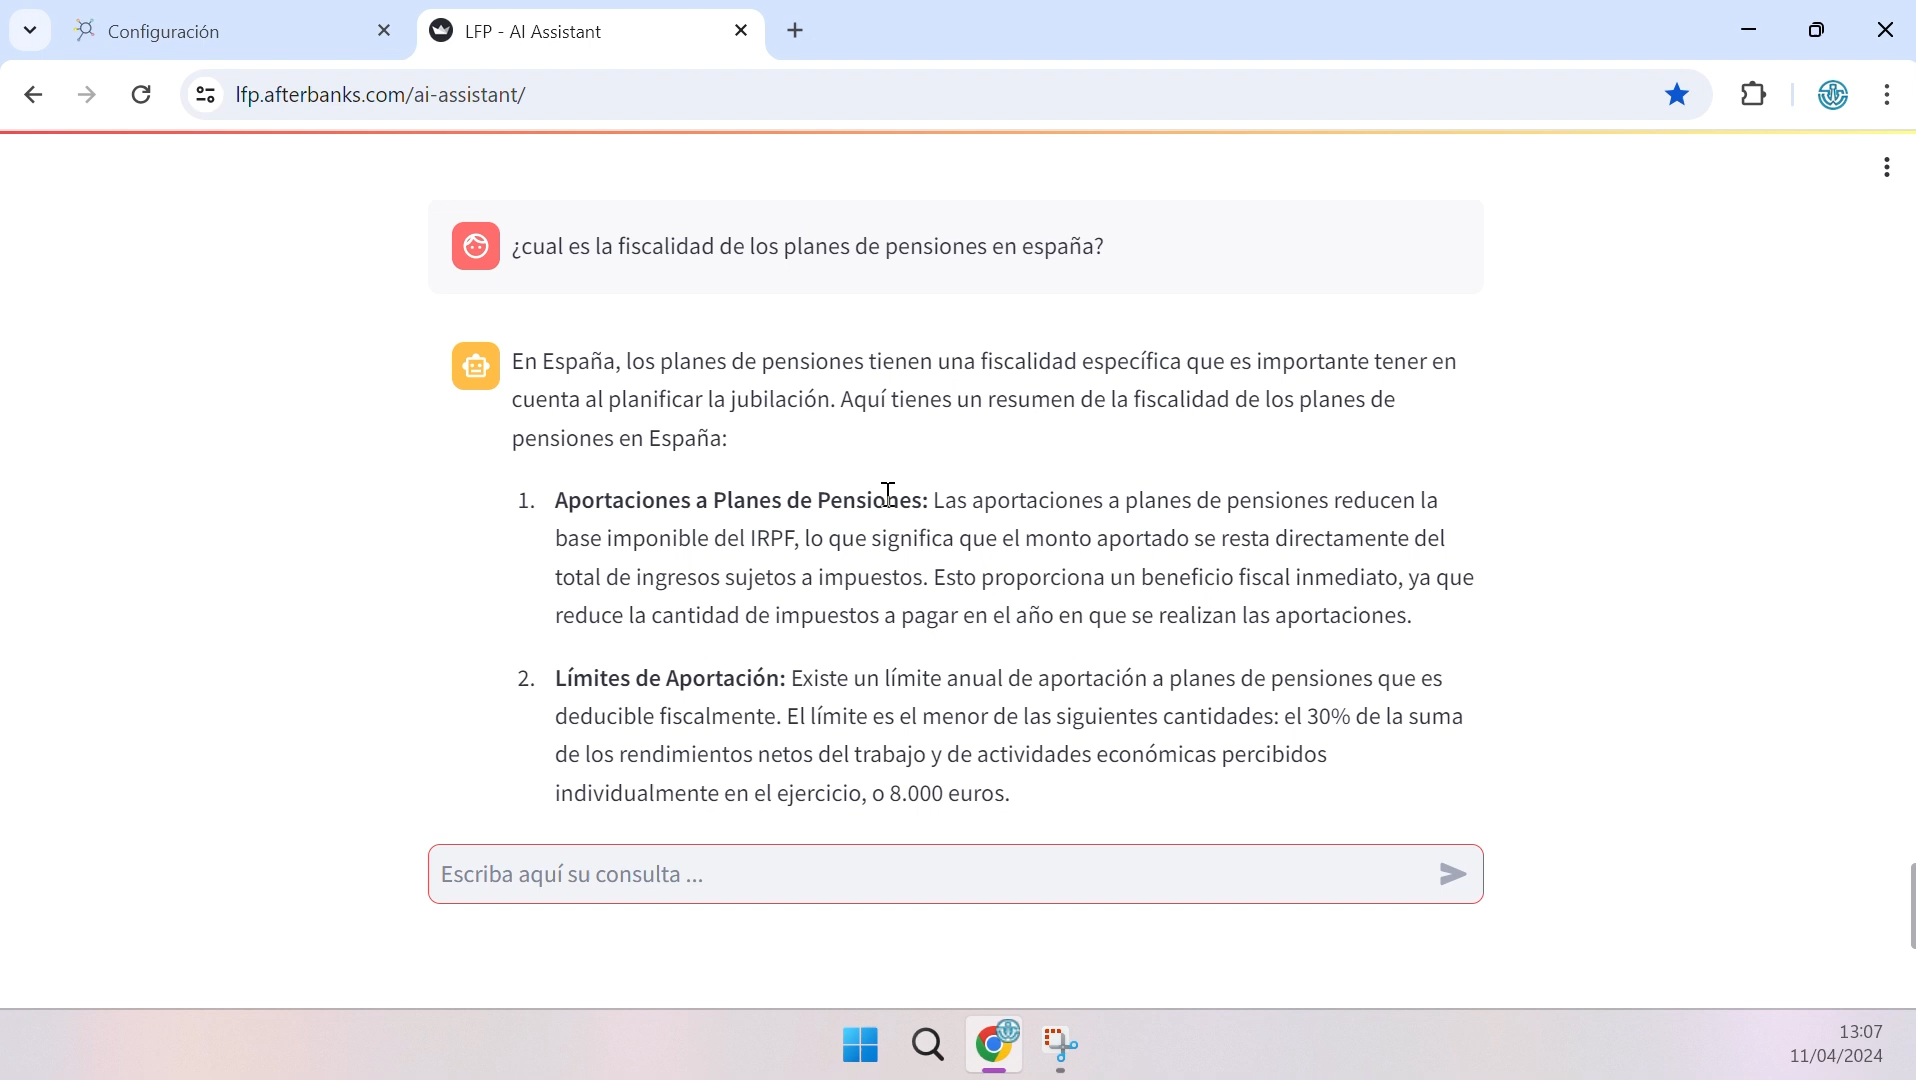 Configuración
LFP - AI Assistant
lfp.afterbanks.com/ai-assistant/
¿cual es la fiscalidad de los planes de pensiones en españa?
En España, los planes de pensiones tienen una fiscalidad específica que es importante tener en
cuenta al planificar la jubilación. Aquí tienes un resumen de la fiscalidad de los planes de
pensiones en España:
1. Aportaciones a Planes de Pensiones: Las aportaciones a planes de pensiones reducen la
base imponible del IRPF, lo que significa que el monto aportado se resta directamente del
total de ingresos sujetos a impuestos. Esto proporciona un beneficio fiscal inmediato, ya que
reduce la cantidad de impuestos a pagar en el año en que se realizan las aportaciones.
2. Límites de Aportación: Existe un límite anual de aportación a planes de pensiones que es
deducible fiscalmente. El límite es el menor de las siguientes cantidades: el 30% de la suma
de los rendimientos netos del trabajo y de actividades económicas percibidos
individualmente en el ejercicio, o 8.000 euros.
Escriba aquí su consulta ...
13:07
11/04/2024